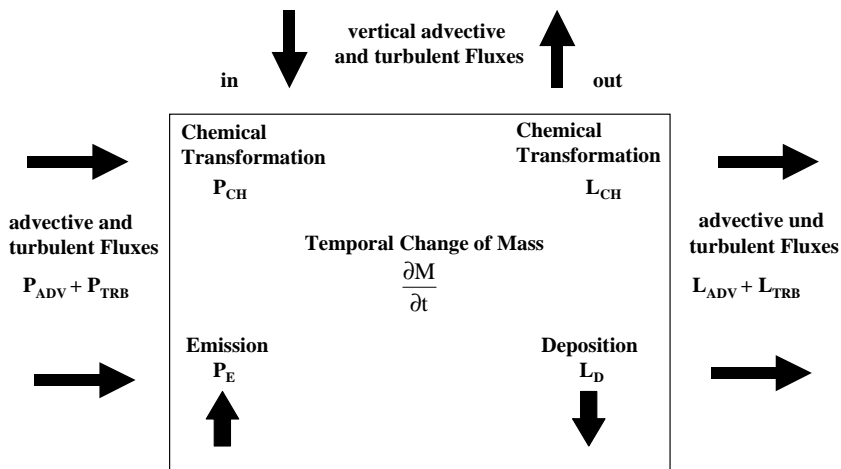 vertical advective
and turbulent Fluxes
in
out
Chemical
Transformation
P_CH
Chemical
Transformation
L_CH
advective and
turbulent Fluxes
P_ADV + P_TRB
Temporal Change of Mass
∂M
∂t
advective und
turbulent Fluxes
L_ADV + L_TRB
Emission
P_E
Deposition
L_D